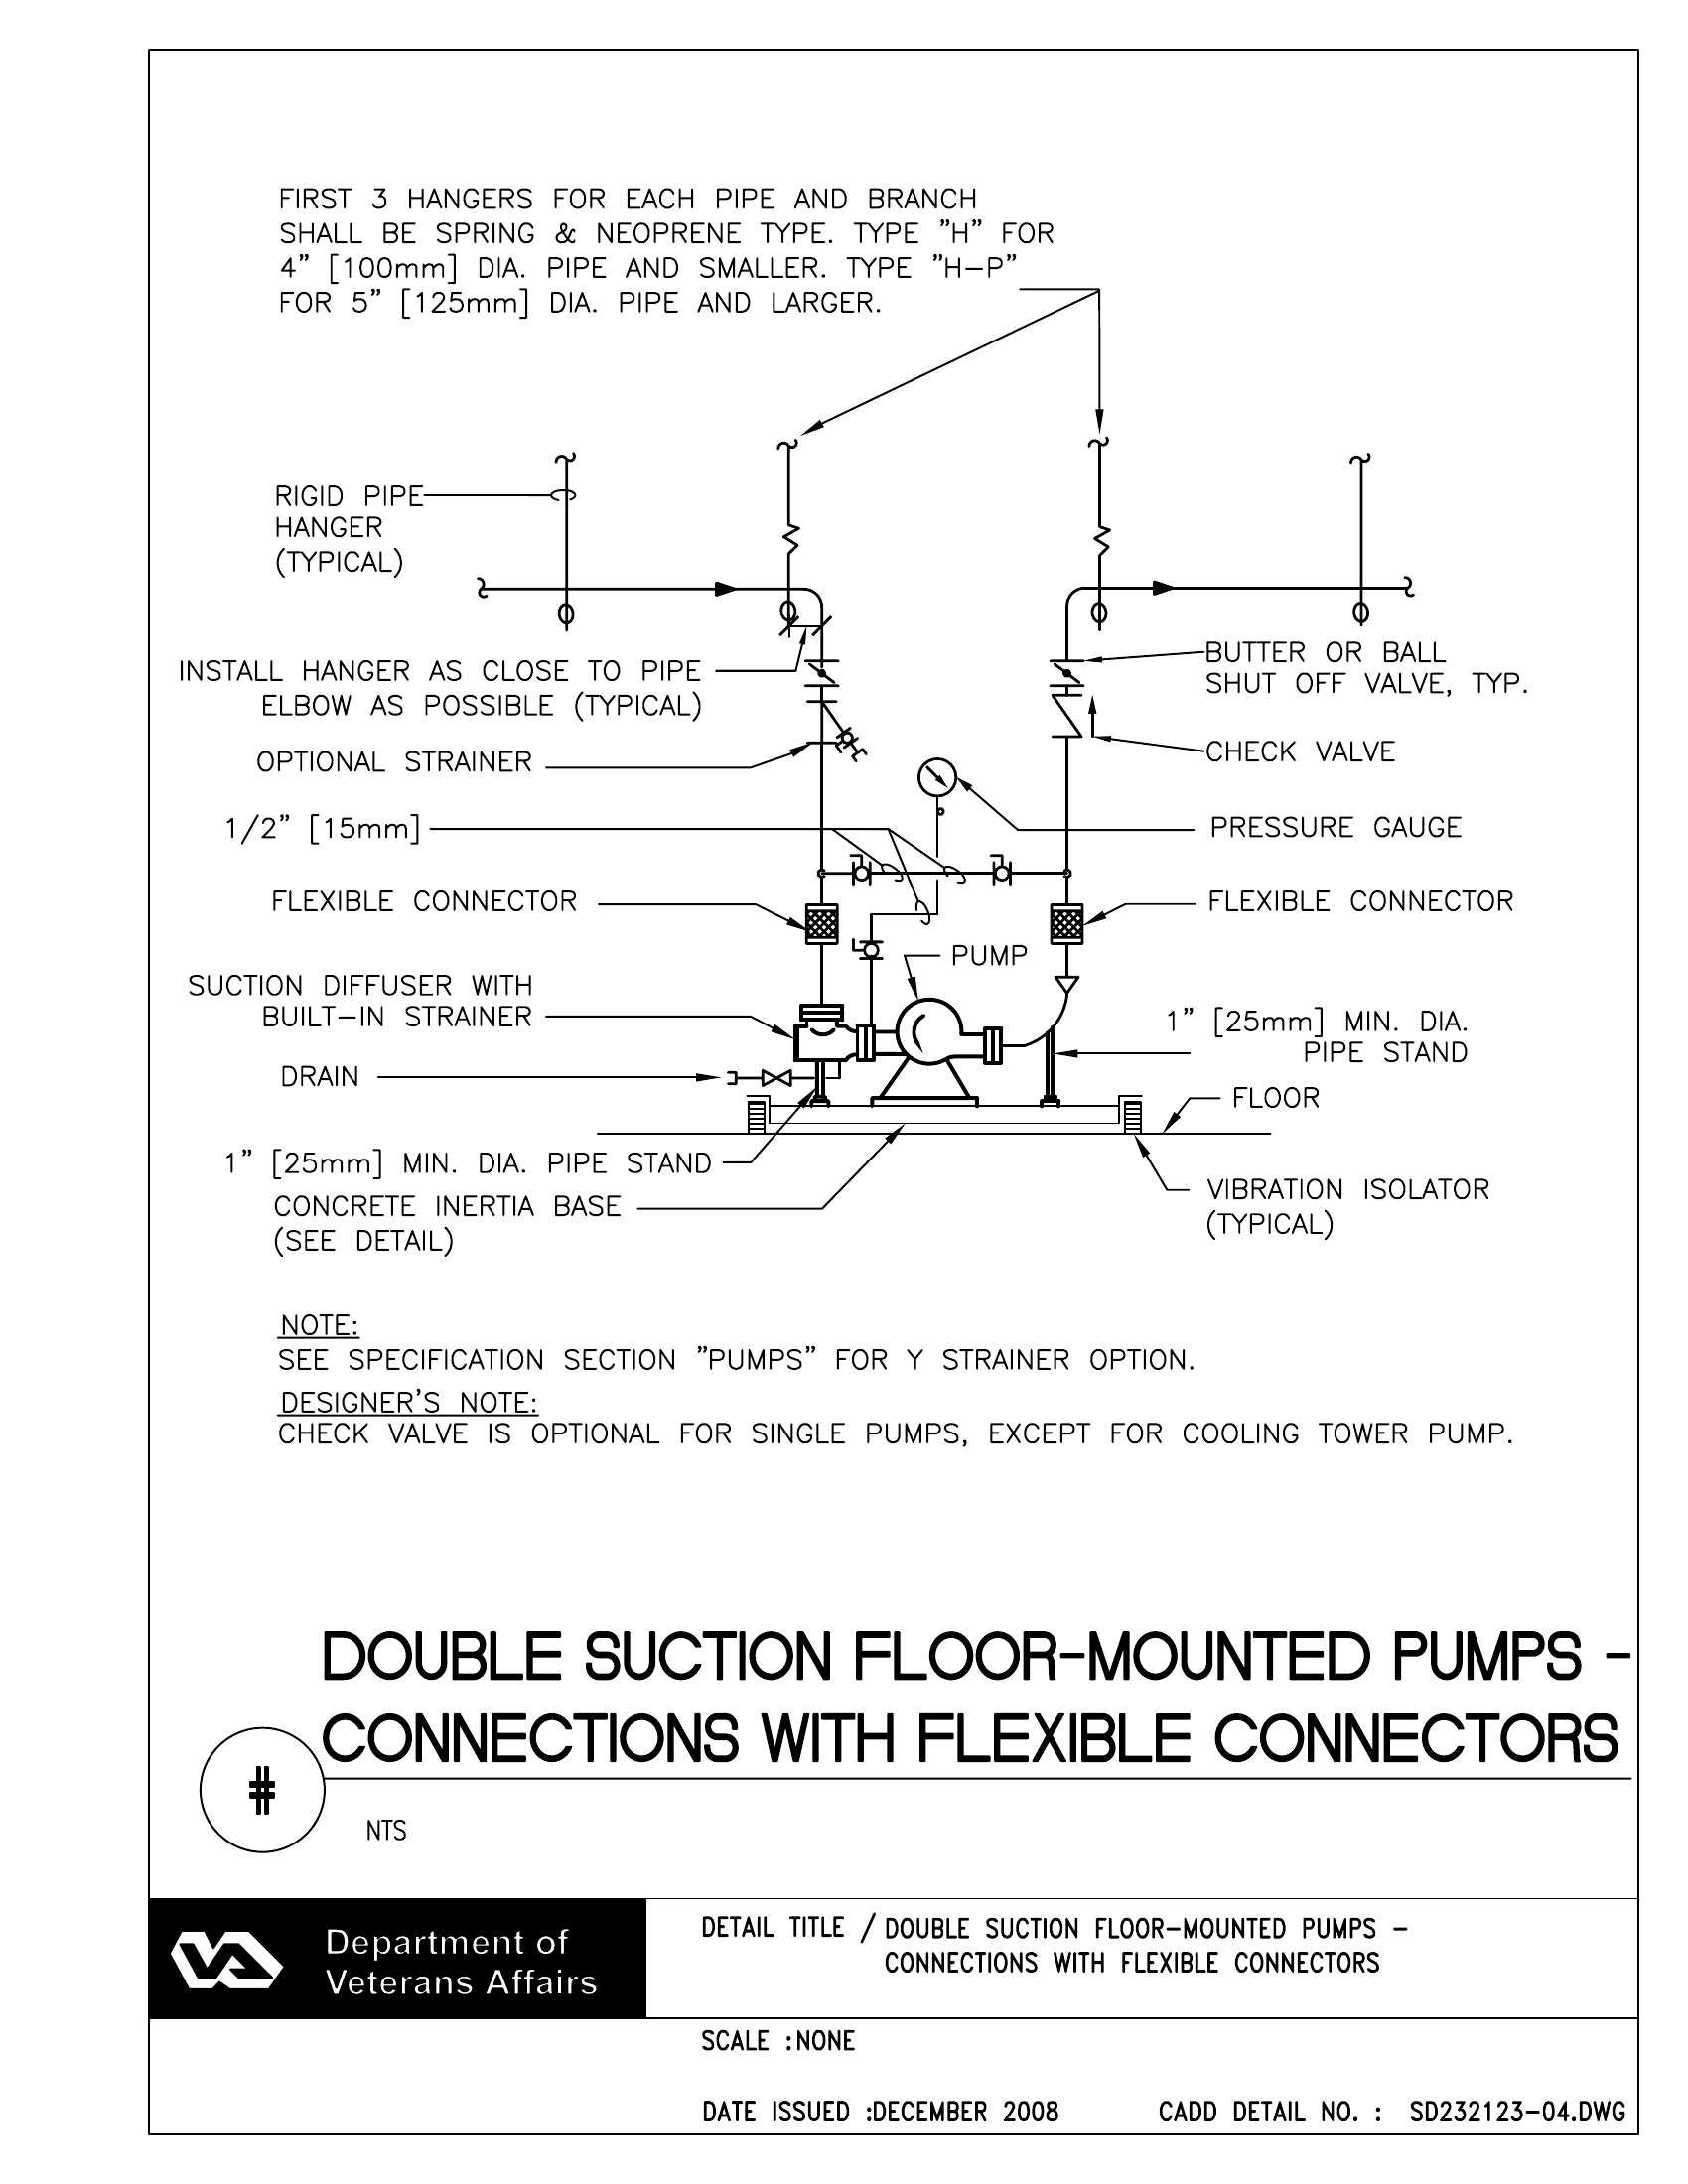 FIRST 3 HANGERS FOR EACH PIPE AND BRANCH
SHALL BE SPRING & NEOPRENE TYPE. TYPE "H" FOR
4" [100mm] DIA. PIPE AND SMALLER. TYPE "H-P"
FOR 5" [125mm] DIA. PIPE AND LARGER.
RIGID PIPE
HANGER
(TYPICAL)
INSTALL HANGER AS CLOSE TO PIPE
ELBOW AS POSSIBLE (TYPICAL)
BUTTER OR BALL
SHUT OFF VALVE, TYP.
OPTIONAL STRAINER
CHECK VALVE
1/2" [15mm]
PRESSURE GAUGE
FLEXIBLE CONNECTOR
FLEXIBLE CONNECTOR
PUMP
SUCTION DIFFUSER WITH
BUILT-IN STRAINER
1" [25mm] MIN. DIA.
PIPE STAND
DRAIN
FLOOR
1" [25mm] MIN. DIA. PIPE STAND
CONCRETE INERTIA BASE
(SEE DETAIL)
VIBRATION ISOLATOR
(TYPICAL)
NOTE:
SEE SPECIFICATION SECTION "PUMPS" FOR Y STRAINER OPTION.
DESIGNER'S NOTE:
CHECK VALVE IS OPTIONAL FOR SINGLE PUMPS, EXCEPT FOR COOLING TOWER PUMP.
DOUBLE SUCTION FLOOR-MOUNTED PUMPS -
CONNECTIONS WITH FLEXIBLE CONNECTORS
#
NTS
VA
Department of
Veterans Affairs
DETAIL TITLE / DOUBLE SUCTION FLOOR-MOUNTED PUMPS -
CONNECTIONS WITH FLEXIBLE CONNECTORS
SCALE :NONE
DATE ISSUED :DECEMBER 2008
CADD DETAIL NO. : SD232123-04.DWG